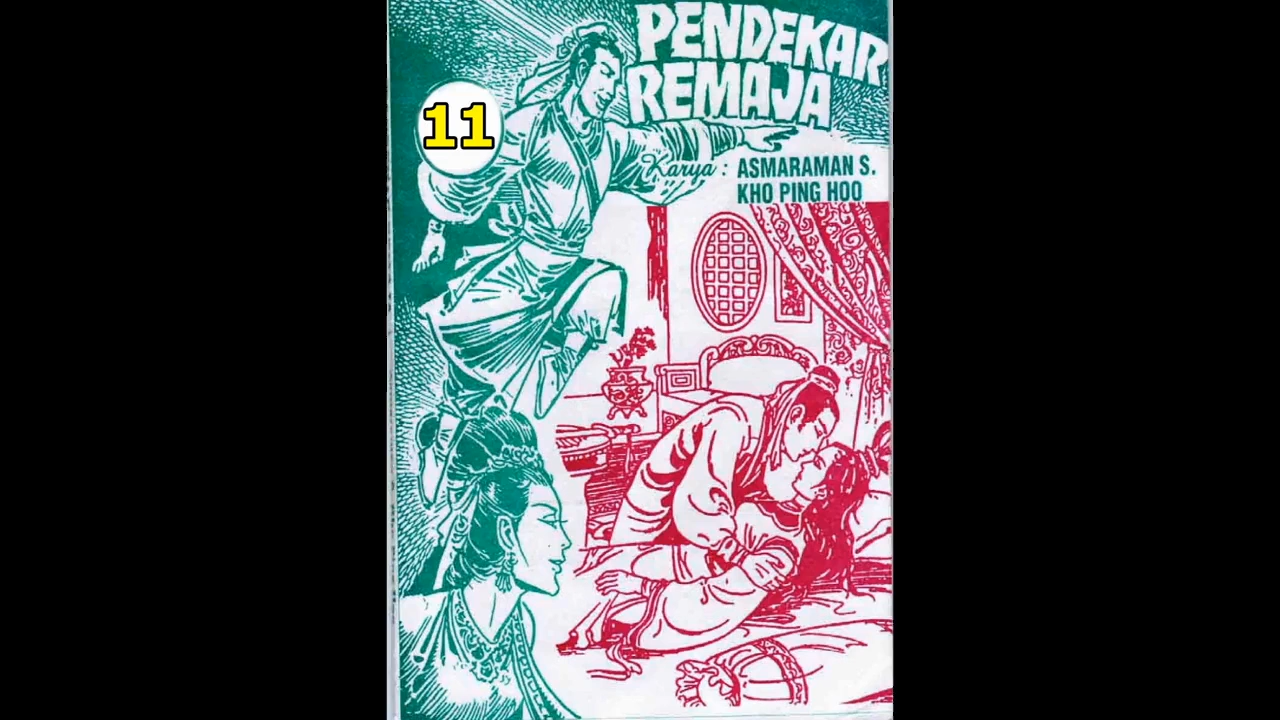 PENDEKAR
REMAJA
11
Karya : ASMARAMAN S.
KHO PING HOO